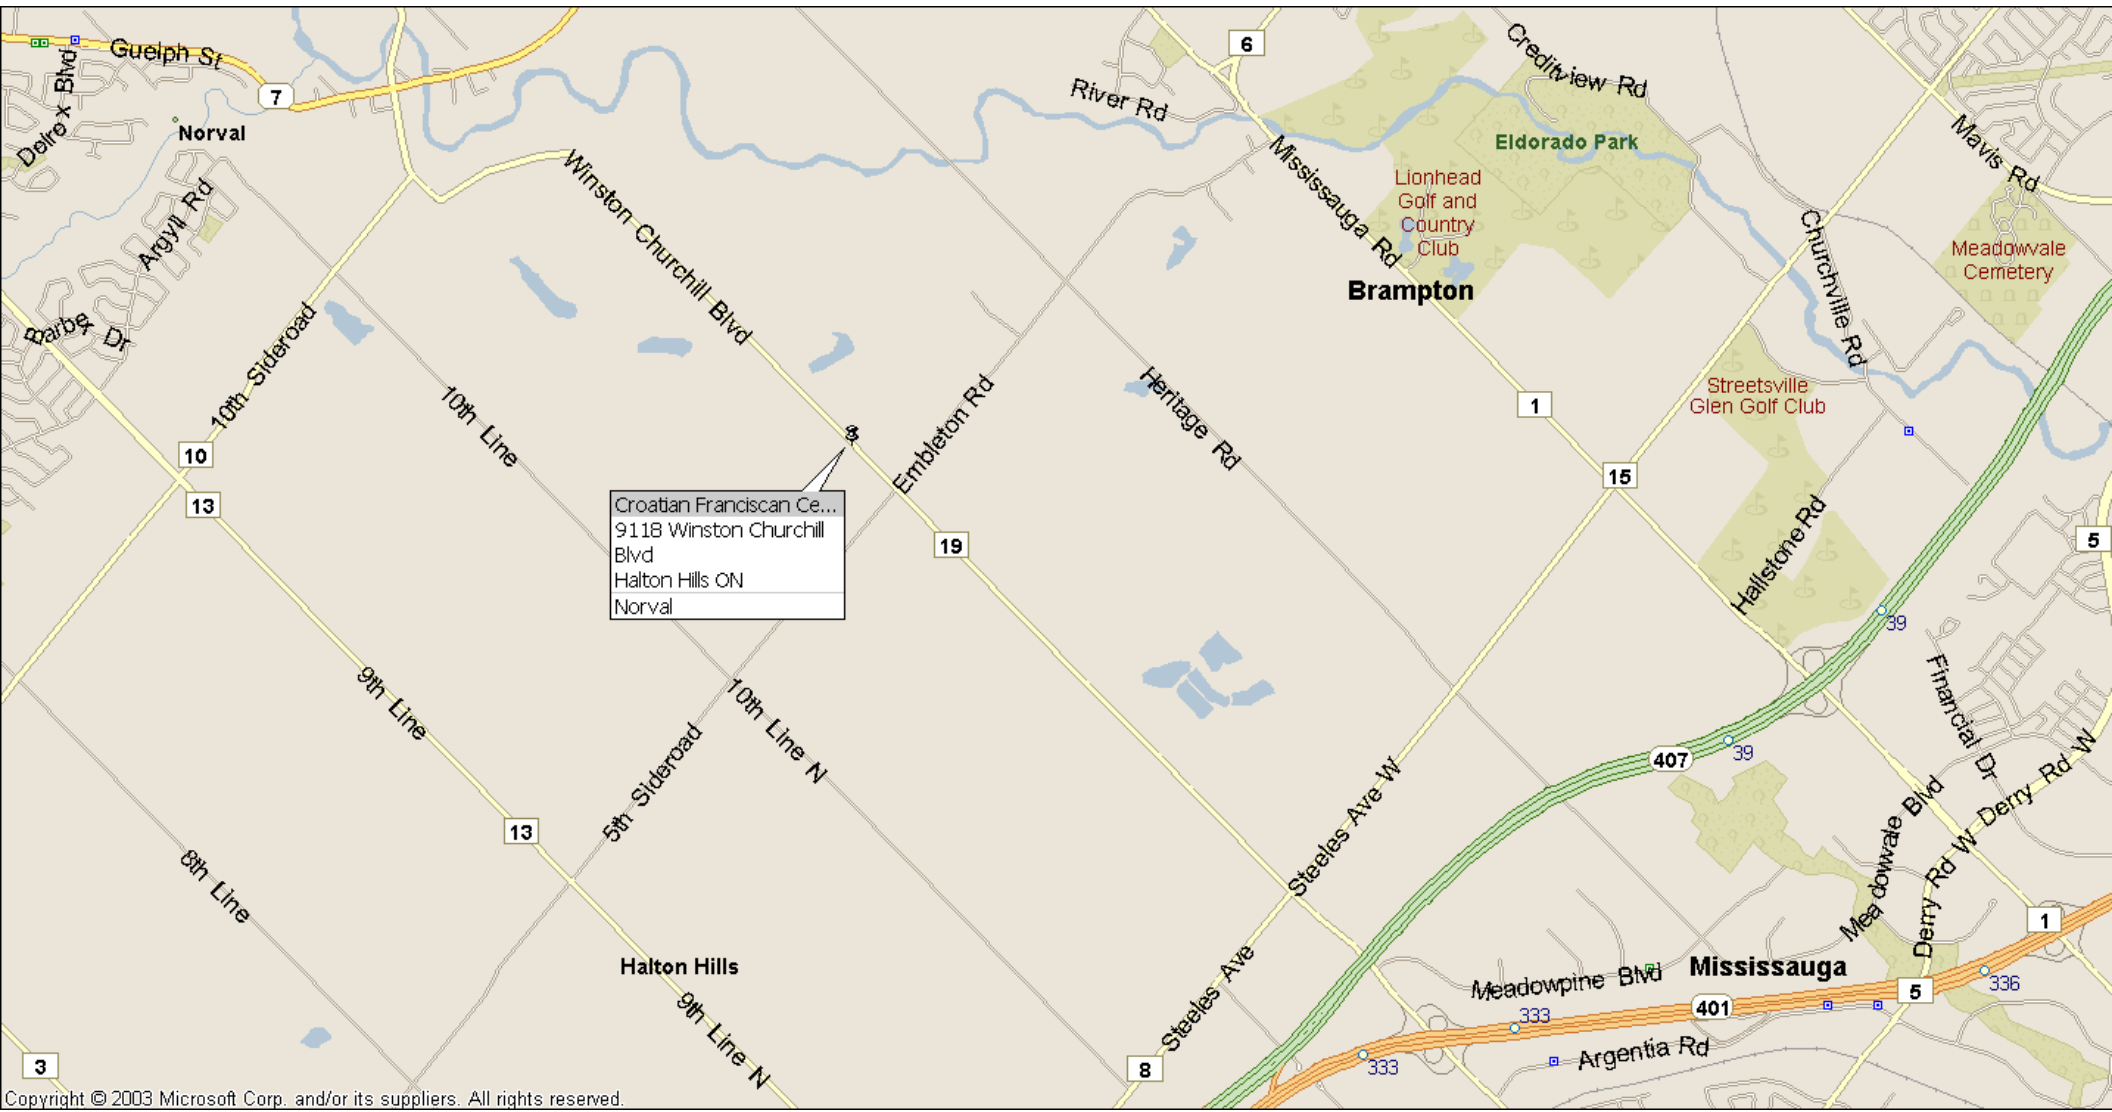 Guelph St
7
Delrex Blvd
Norval
Argyll Rd
Barber Dr
10th Sideroad
10
13
10th Line
Winston Churchill Blvd
River Rd
6
Mississauga Rd
Creditview Rd
Eldorado Park
Lionhead
Golf and
Country
Club
Brampton
Mavis Rd
Churchville Rd
Meadowvale
Cemetery
Streetsville
Glen Golf Club
1
15
Heritage Rd
Embleton Rd
Croatian Franciscan Ce...
9118 Winston Churchill
Blvd
Halton Hills ON
Norval
19
Hallstone Rd
5
39
Financial Dr
39
407
9th Line
10th Line N
5th Sideroad
13
8th Line
Steeles Ave W
Meadowvale Blvd
Derry Rd W
Derry Rd W
Derry Rd
1
Halton Hills
9th Line N
Steeles Ave
Meadowpine Blvd
Mississauga
336
5
401
333
333
Argentia Rd
8
3
Copyright © 2003 Microsoft Corp. and/or its suppliers. All rights reserved.